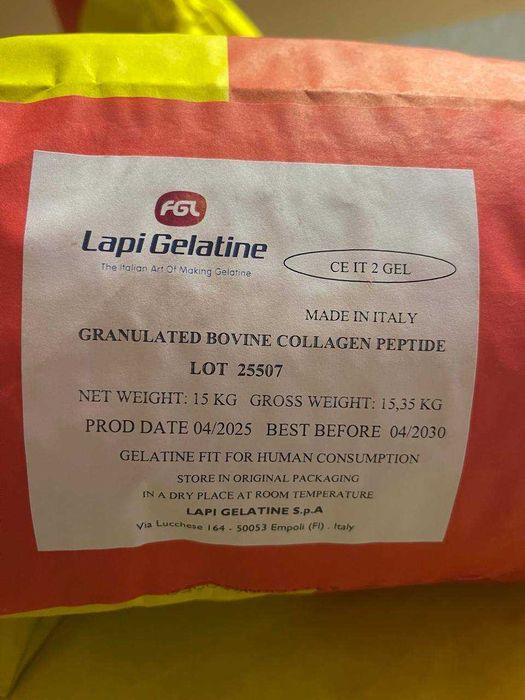 FGL
Lapi Gelatine
The Italian Art Of Making Gelatine
CE IT 2 GEL
MADE IN ITALY
GRANULATED BOVINE COLLAGEN PEPTIDE
LOT 25507
NET WEIGHT: 15 KG GROSS WEIGHT: 15,35 KG
PROD DATE 04/2025 BEST BEFORE 04/2030
GELATINE FIT FOR HUMAN CONSUMPTION
STORE IN ORIGINAL PACKAGING
IN A DRY PLACE AT ROOM TEMPERATURE
LAPI GELATINE S.p.A
Via Lucchese 164 - 50053 Empoli (FI) . Italy